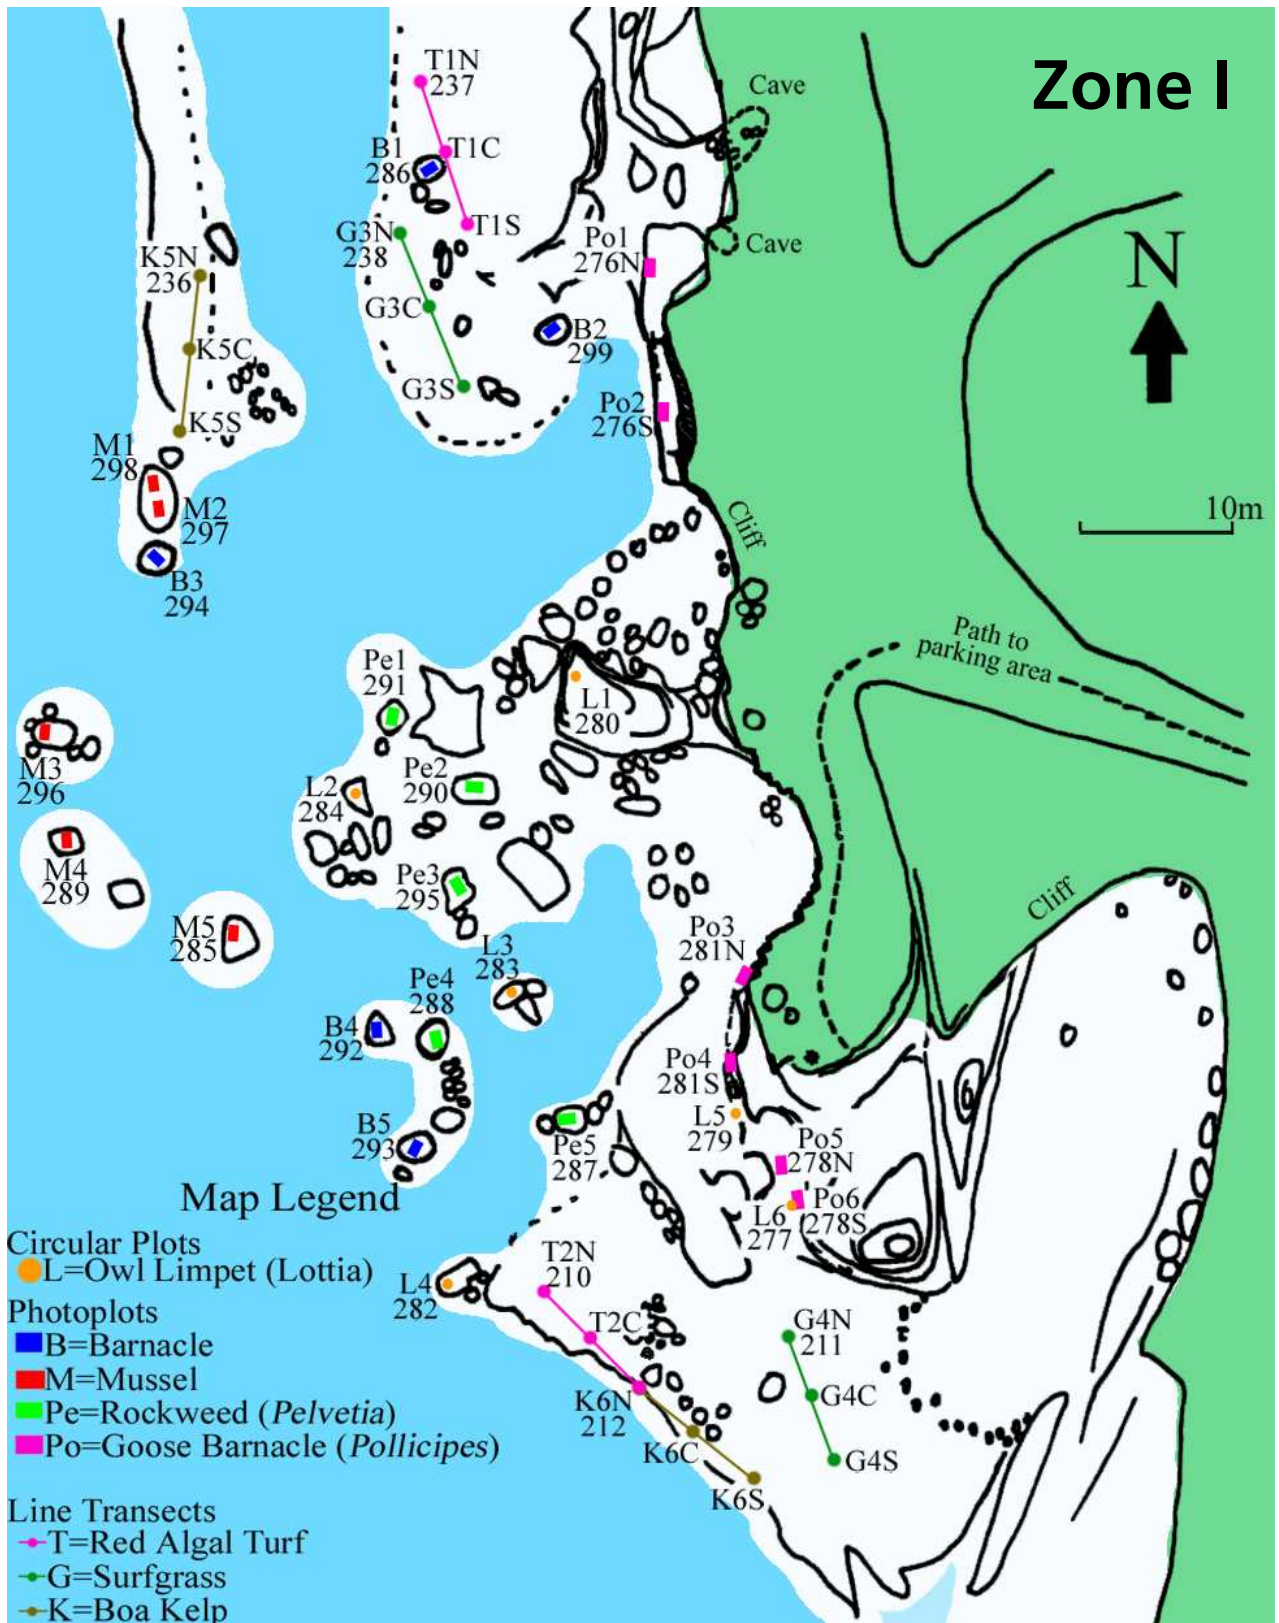 Zone I
T1N
237
Cave
B1
286
T1C
T1S
G3N
238
Po1
276N
Cave
N
K5N
236
G3C
B2
299
K5C
G3S
Po2
276S
K5S
M1
298
M2
297
10m
Cliff
B3
294
Path to
parking area
Pe1
291
L1
280
M3
296
L2
284
Pe2
290
M4
289
Pe3
295
Cliff
M5
285
L3
283
Po3
281N
Pe4
288
B4
292
Po4
281S
L5
279
B5
293
Pe5
287
Po5
278N
Po6
278S
L6
277
Map Legend
Circular Plots
L=Owl Limpet (Lottia)
Photoplots
B=Barnacle
M=Mussel
Pe=Rockweed (Pelvetia)
Po=Goose Barnacle (Pollicipes)
Line Transects
T=Red Algal Turf
G=Surfgrass
K=Boa Kelp
L4
282
T2N
210
T2C
G4N
211
K6N
212
G4C
K6C
G4S
K6S